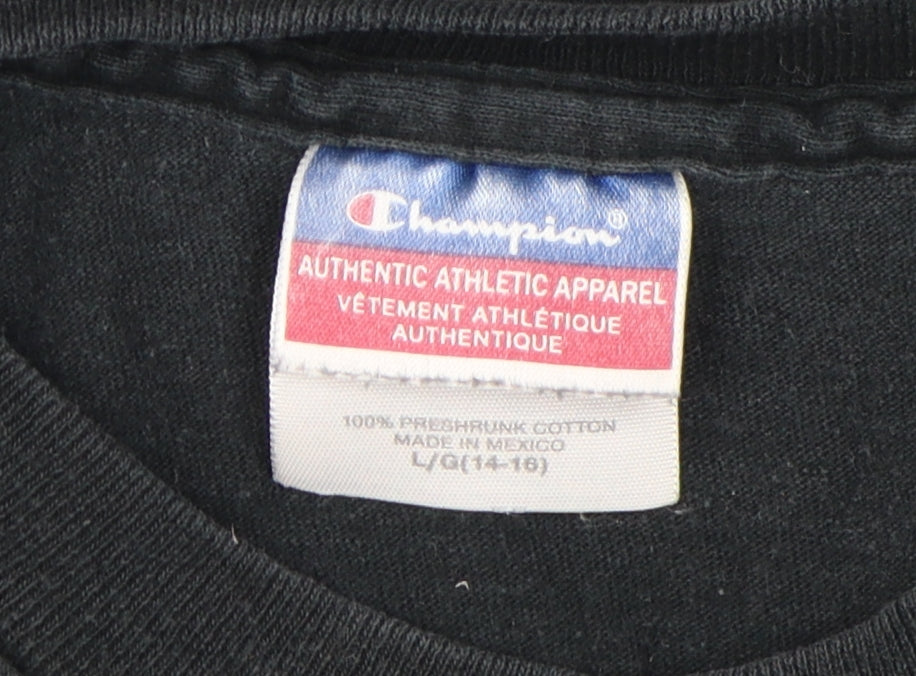 Champion®
AUTHENTIC ATHLETIC APPAREL
VÊTEMENT ATHLÉTIQUE
AUTHENTIQUE
100% PRESHRUNK COTTON
MADE IN MEXICO
L/G(14-16)